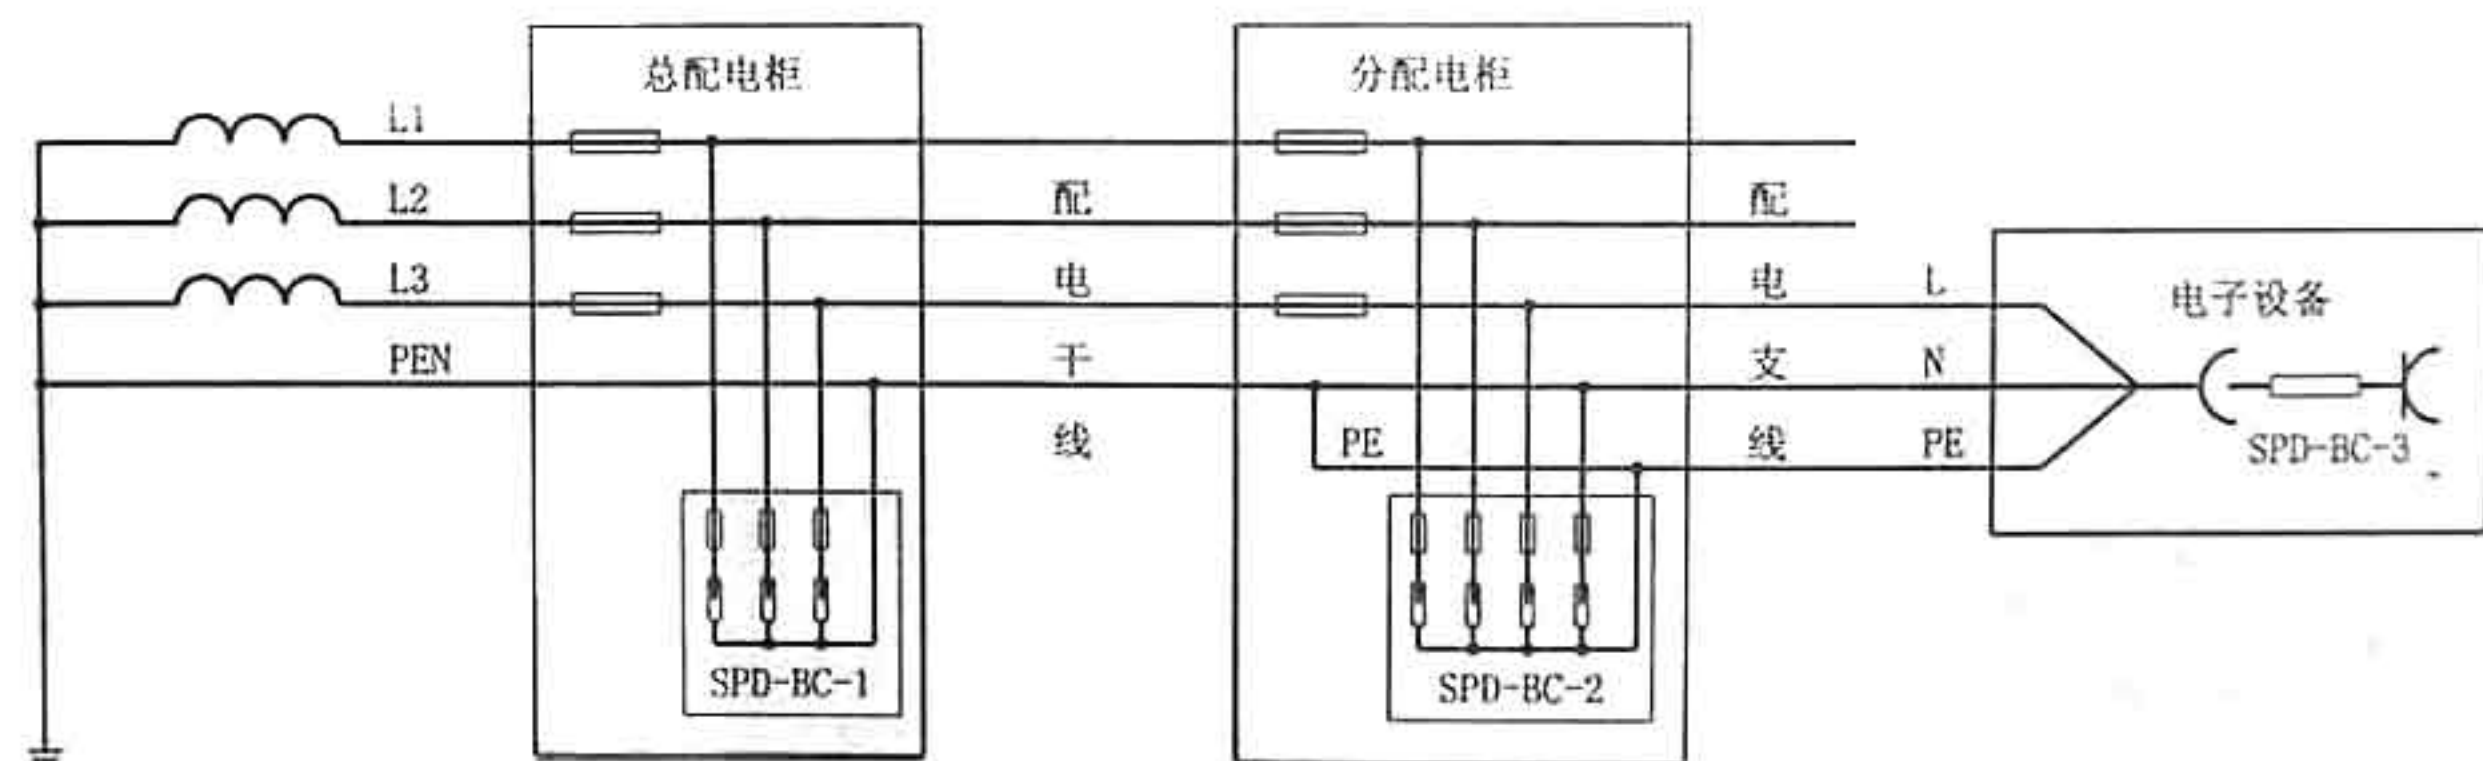 总配电柜
分配电柜
L1
L2
L3
PEN
配电干线
PE
配电支线
L
N
PE
电子设备
SPD-BC-1
SPD-BC-2
SPD-BC-3